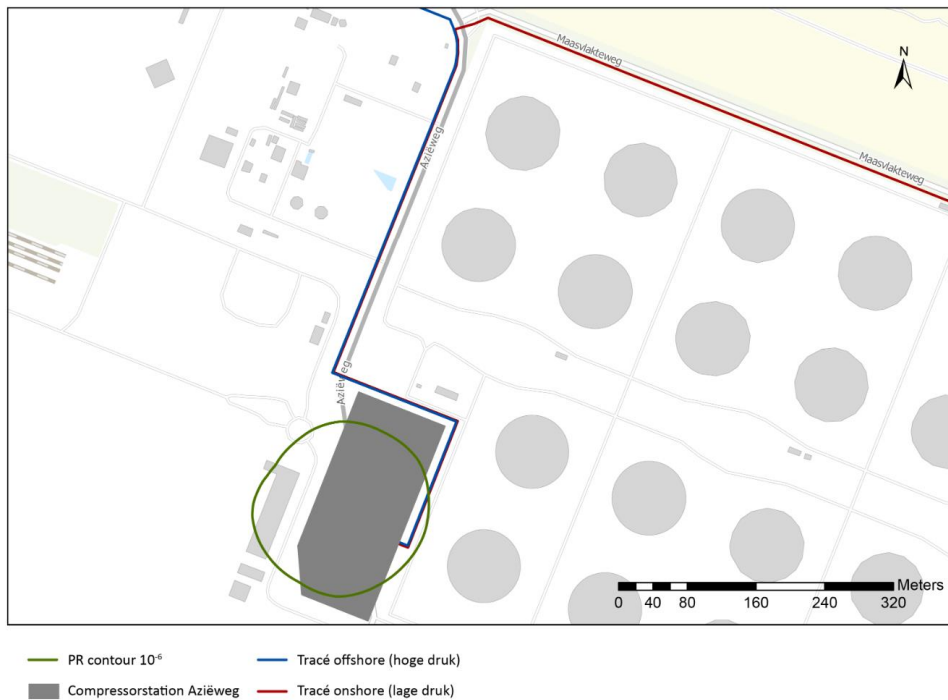 Maasvlakteweg
N
Maasvlakteweg
Aziëweg
Aziëweg
Meters
0 40 80 160 240 320
PR contour 10⁻⁶
Tracé offshore (hoge druk)
Compressorstation Aziëweg
Tracé onshore (lage druk)